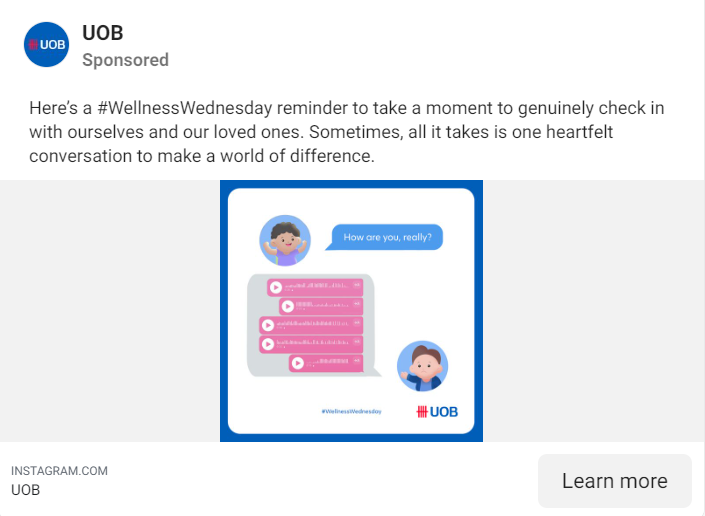 UOB
UOB
Sponsored
Here's a #WellnessWednesday reminder to take a moment to genuinely check in
with ourselves and our loved ones. Sometimes, all it takes is one heartfelt
conversation to make a world of difference.
How are you, really?
#WellnessWednesday
UOB
INSTAGRAM.COM
UOB
Learn more